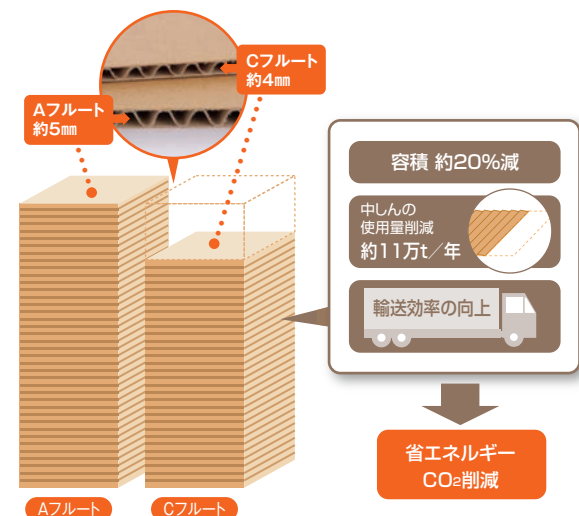 Cフルート
約4㎜
Aフルート
約5㎜
容積 約20%減
中しんの
使用量削減
約11万t／年
輸送効率の向上
省エネルギー
CO₂削減
Aフルート
Cフルート